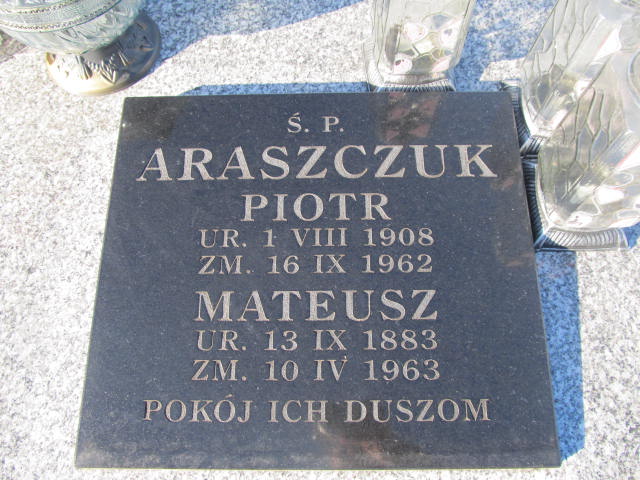 Ś. P.
ARASZCZUK
PIOTR
UR. 1 VIII 1908
ZM. 16 IX 1962
MATEUSZ
UR. 13 IX 1883
ZM. 10 IV 1963
POKÓJ ICH DUSZOM